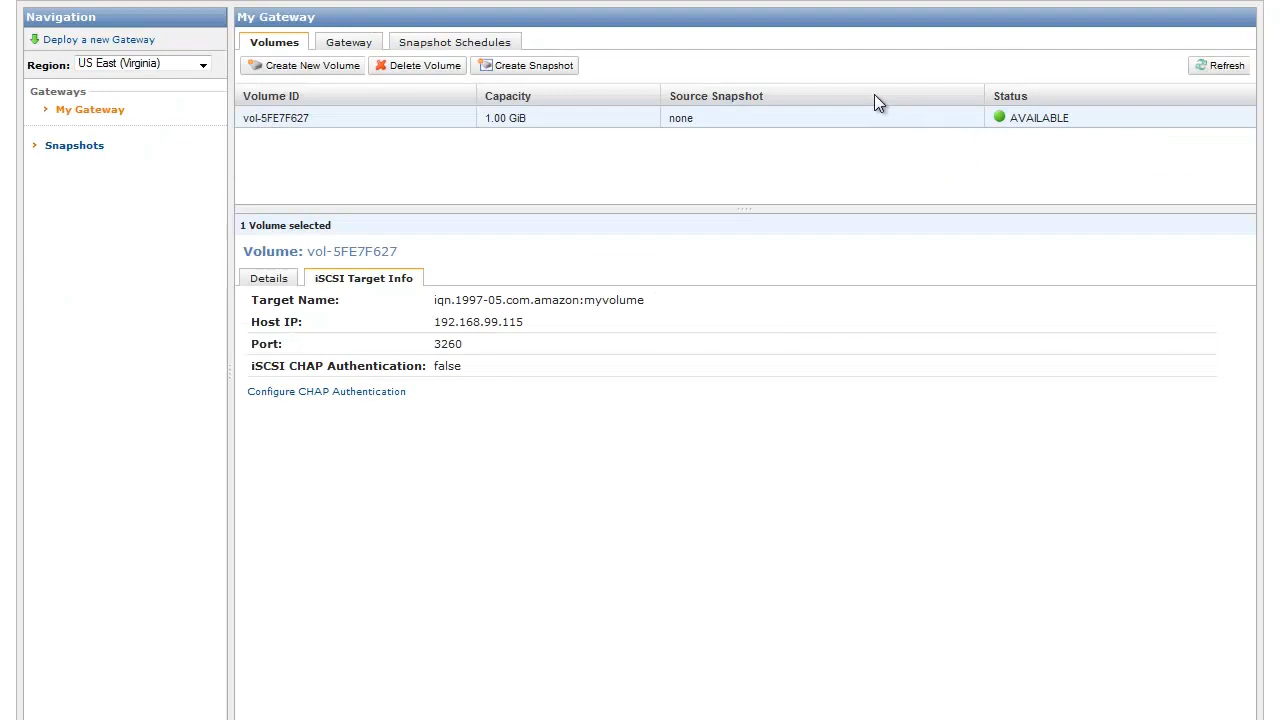 Navigation
Deploy a new Gateway
Region: US East (Virginia)
Gateways
My Gateway
Snapshots
My Gateway
Volumes Gateway Snapshot Schedules
Create New Volume Delete Volume Create Snapshot Refresh
Volume ID Capacity Source Snapshot Status
vol-5FE7F627 1.00 GiB none AVAILABLE
1 Volume selected
Volume: vol-5FE7F627
Details iSCSI Target Info
Target Name: iqn.1997-05.com.amazon:myvolume
Host IP: 192.168.99.115
Port: 3260
iSCSI CHAP Authentication: false
Configure CHAP Authentication